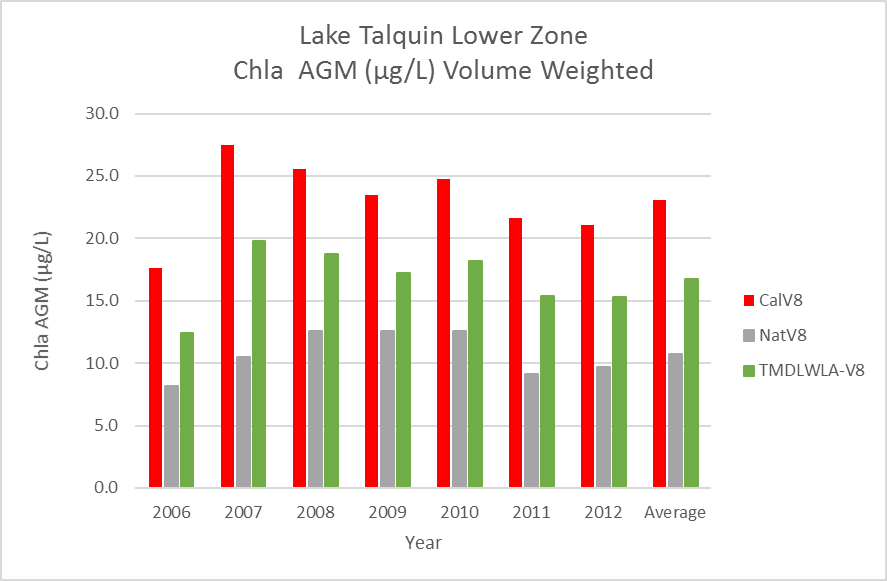 Lake Talquin Lower Zone
Chla AGM (µg/L) Volume Weighted
30.0
25.0
20.0
15.0
10.0
5.0
0.0
Chla AGM (µg/L)
2006 2007 2008 2009 2010 2011 2012 Average
Year
CalV8
NatV8
TMDLWLA-V8